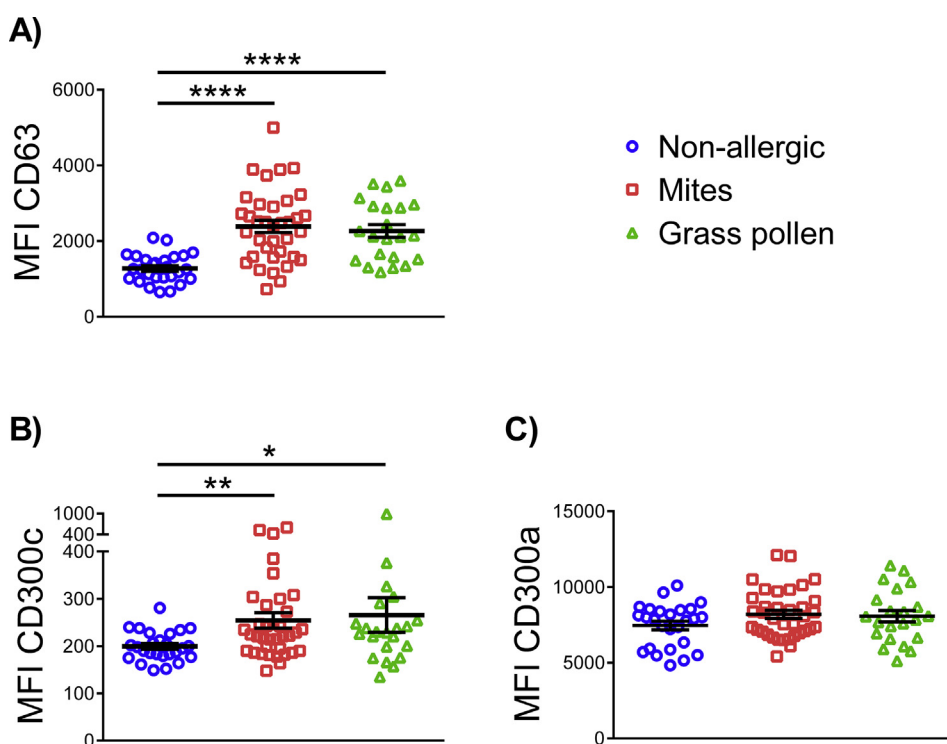 A)
****
****
MFI CD63
6000
4000
2000
0
Non-allergic
Mites
Grass pollen
B)
*
**
MFI CD300c
1000
400
400
300
200
100
0
C)
MFI CD300a
15000
10000
5000
0